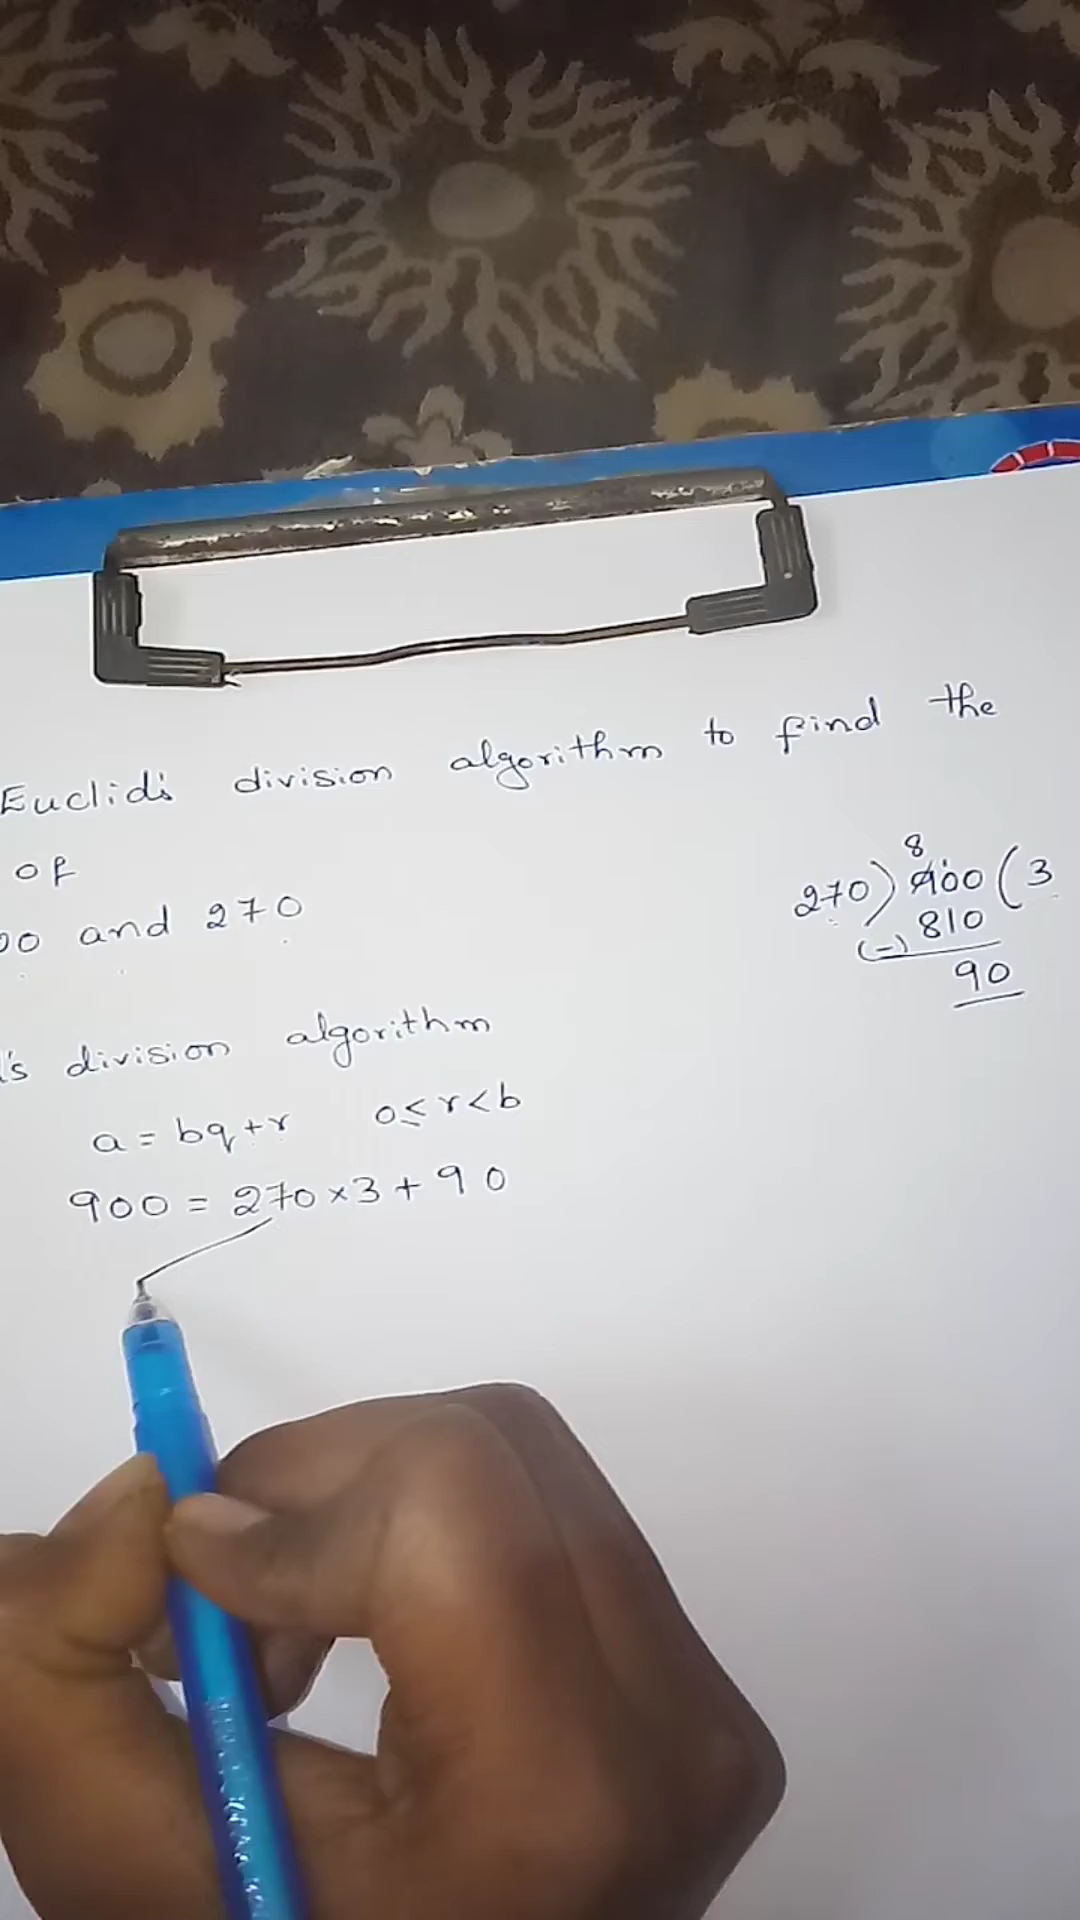 Euclid's division algorithm to find the
of
00 and 270
's division algorithm
a = bq+r 0≤r<b
900 = 270×3+90
8
270) 900 (3
(-) 810
90